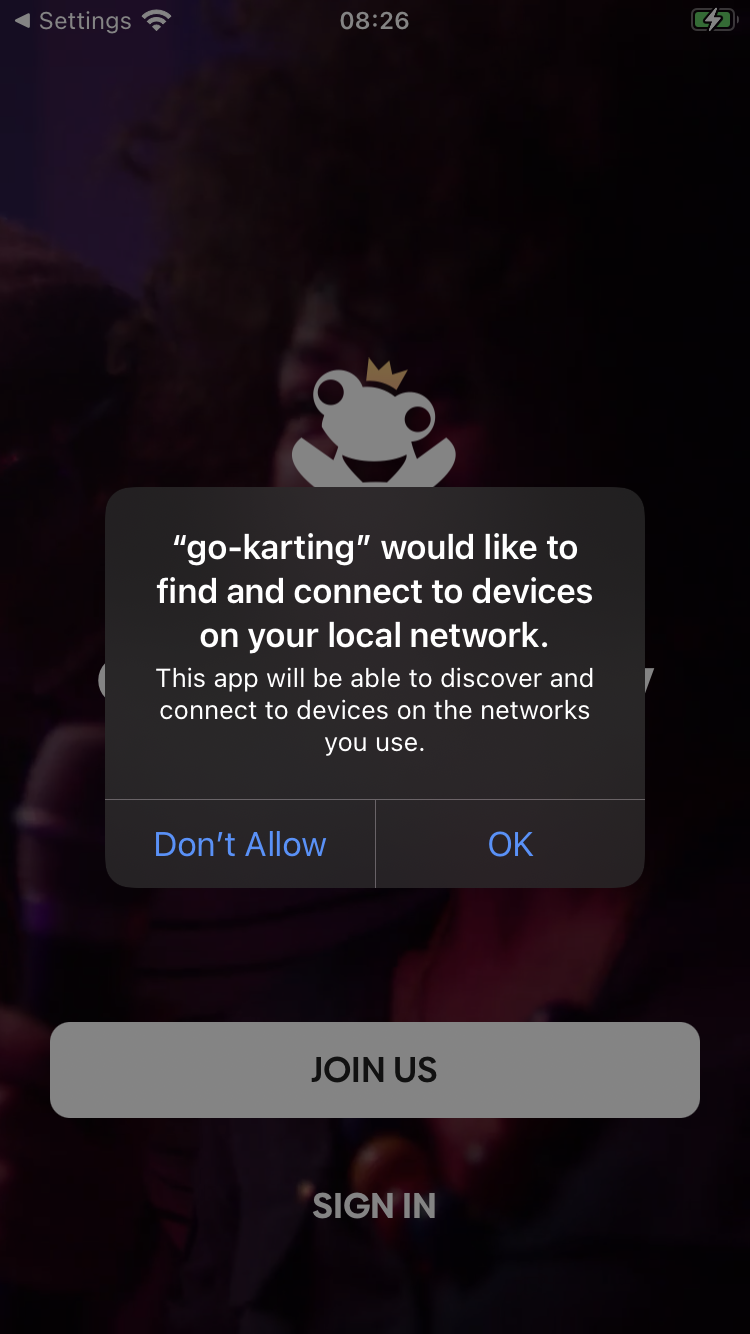 Settings
08:26
“go-karting” would like to
find and connect to devices
on your local network.
This app will be able to discover and
connect to devices on the networks
you use.
Don’t Allow
OK
JOIN US
SIGN IN